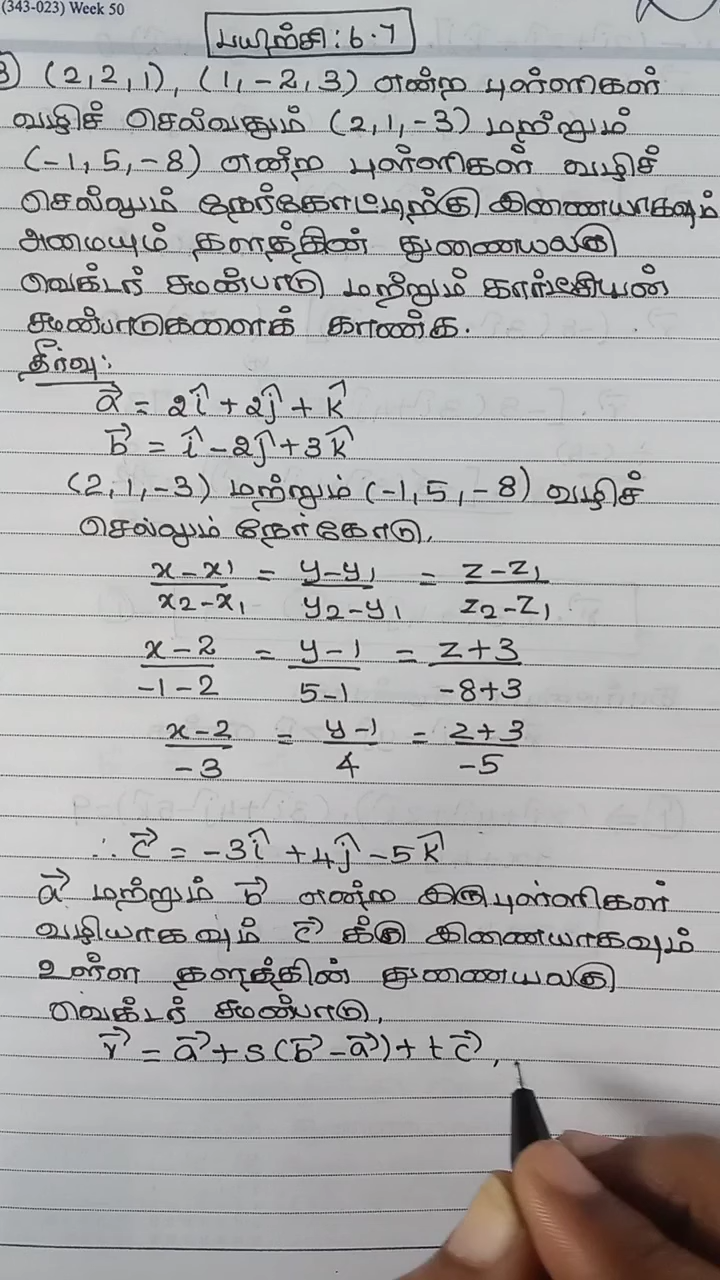 (343-023) Week 50
பயிற்சி: 6.7
3) (2,2,1), (1,-2,3) என்ற புள்ளிகள்
வழிச் செல்வதும் (2,1,-3) மற்றும்
(-1,5,-8) என்ற புள்ளிகள் வழிச்
செல்லும் நேர்கோட்டிற்கு இணையாகவும்
அமையும் தளத்தின் துணையலகு
வெக்டர் சமன்பாடு மற்றும் கார்டீசியன்
சமன்பாடுகளைக் காண்க.
தீர்வு:
a⃗ = 2î + 2ĵ + k̂
b⃗ = î - 2ĵ + 3k̂
(2,1,-3) மற்றும் (-1,5,-8) வழிச்
செல்லும் நேர்கோடு,
(x-x₁)/(x₂-x₁) = (y-y₁)/(y₂-y₁) = (z-z₁)/(z₂-z₁)
(x-2)/(-1-2) = (y-1)/(5-1) = (z+3)/(-8+3)
(x-2)/(-3) = (y-1)/4 = (z+3)/(-5)
∴ c⃗ = -3î + 4ĵ - 5k̂
a⃗ மற்றும் b⃗ என்ற இருபுள்ளிகள்
வழியாகவும் c⃗ க்கு இணையாகவும்
உள்ள தளத்தின் துணையலகு
வெக்டர் சமன்பாடு,
r⃗ = a⃗ + s(b⃗ - a⃗) + t c⃗,